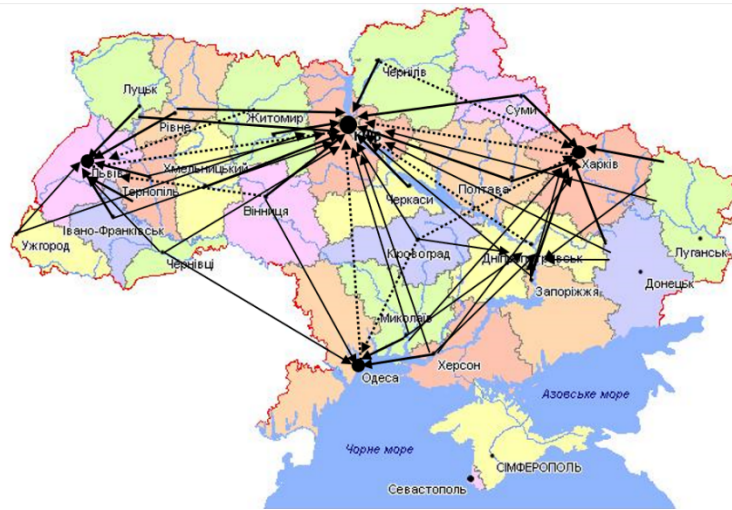 Чернігів
Луцьк
Суми
Рівне
Житомир
Київ
Львів
Харків
Хмельницький
Тернопіль
Полтава
Черкаси
Вінниця
Івано-Франківськ
Ужгород
Кіровоград
Луганськ
Чернівці
Дніпропетровськ
Донецьк
Запоріжжя
Миколаїв
Херсон
Одеса
Азовське море
Чорне море
СІМФЕРОПОЛЬ
Севастополь